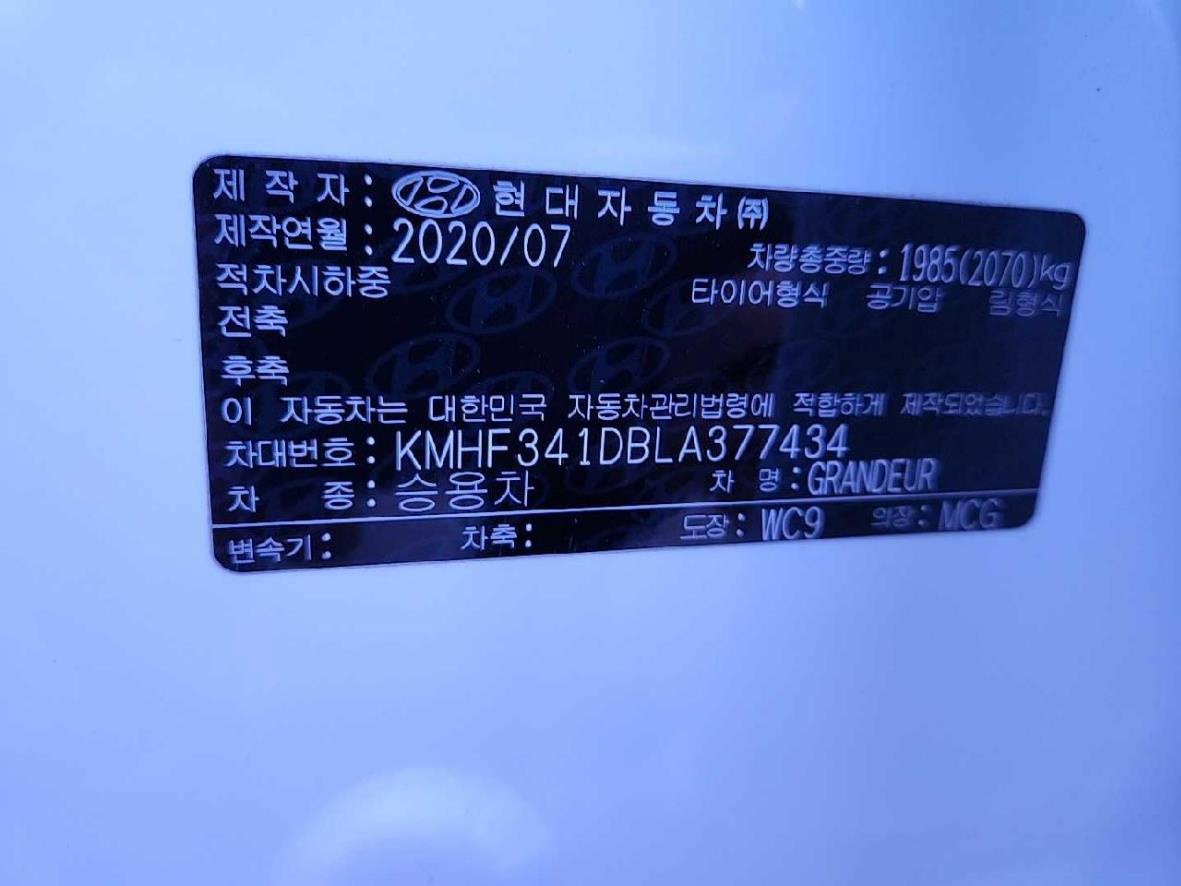 제 작 자 : 현 대 자 동 차 ㈜
제작연월 : 2020/07
차량총중량 : 1985(2070)kg
적차시하중
타이어형식 공기압 림형식
전축
후축
이 자동차는 대한민국 자동차관리법령에 적합하게 제작되었습니다.
차대번호 : KMHF341DBLA377434
차 종 : 승용차 차 명 : GRANDEUR
변속기 : 차축 : 도장 : WC9 의장 : MCG